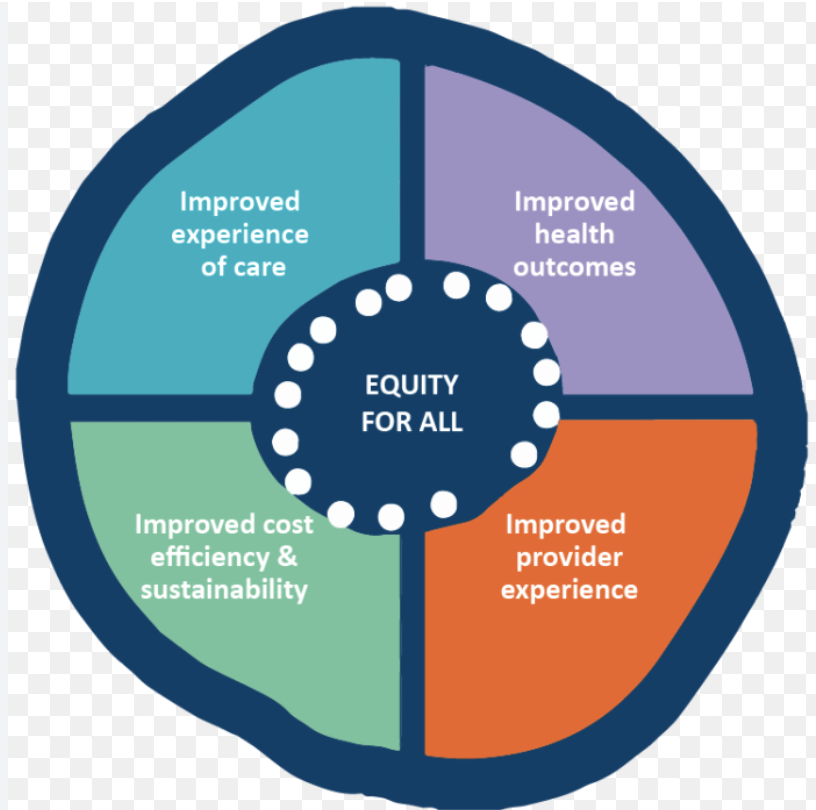 Improved
experience
of care
Improved
health
outcomes
EQUITY
FOR ALL
Improved cost
efficiency &
sustainability
Improved
provider
experience